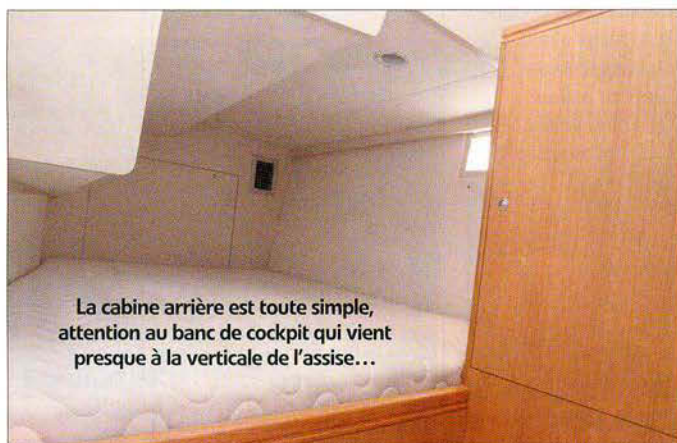 La cabine arrière est toute simple,
attention au banc de cockpit qui vient
presque à la verticale de l'assise…